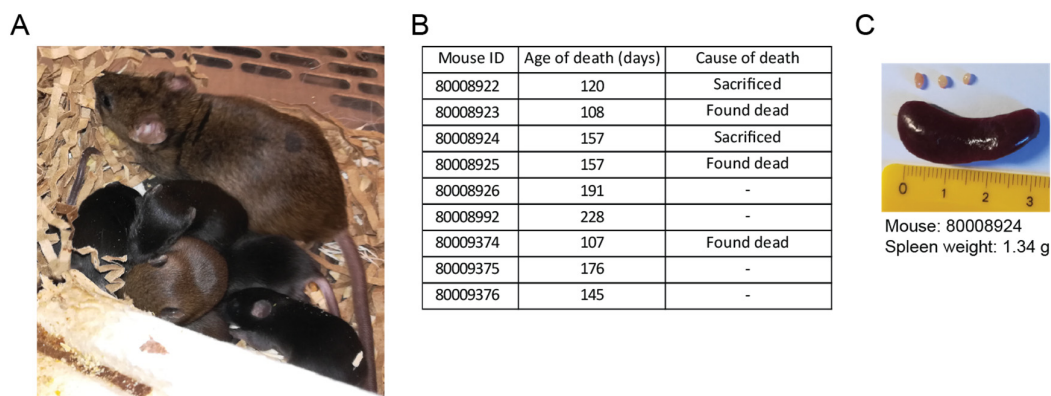 A
B
C
Mouse ID Age of death (days) Cause of death
80008922 120 Sacrificed
80008923 108 Found dead
80008924 157 Sacrificed
80008925 157 Found dead
80008926 191 -
80008992 228 -
80009374 107 Found dead
80009375 176 -
80009376 145 -
0 1 2 3
Mouse: 80008924
Spleen weight: 1.34 g